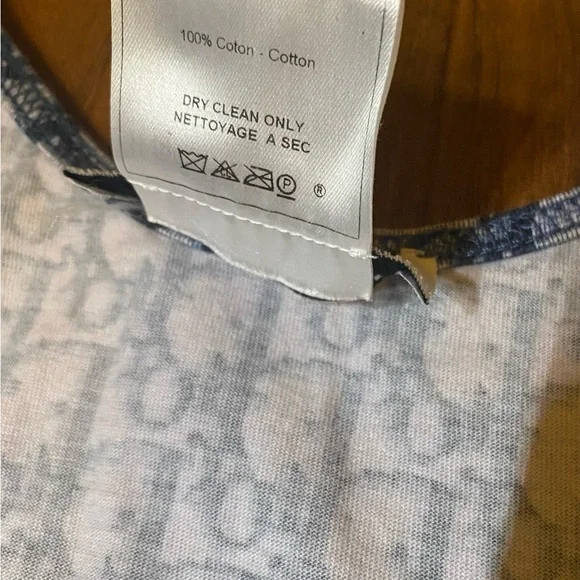 100% Coton - Cotton
DRY CLEAN ONLY
NETTOYAGE A SEC
P ®